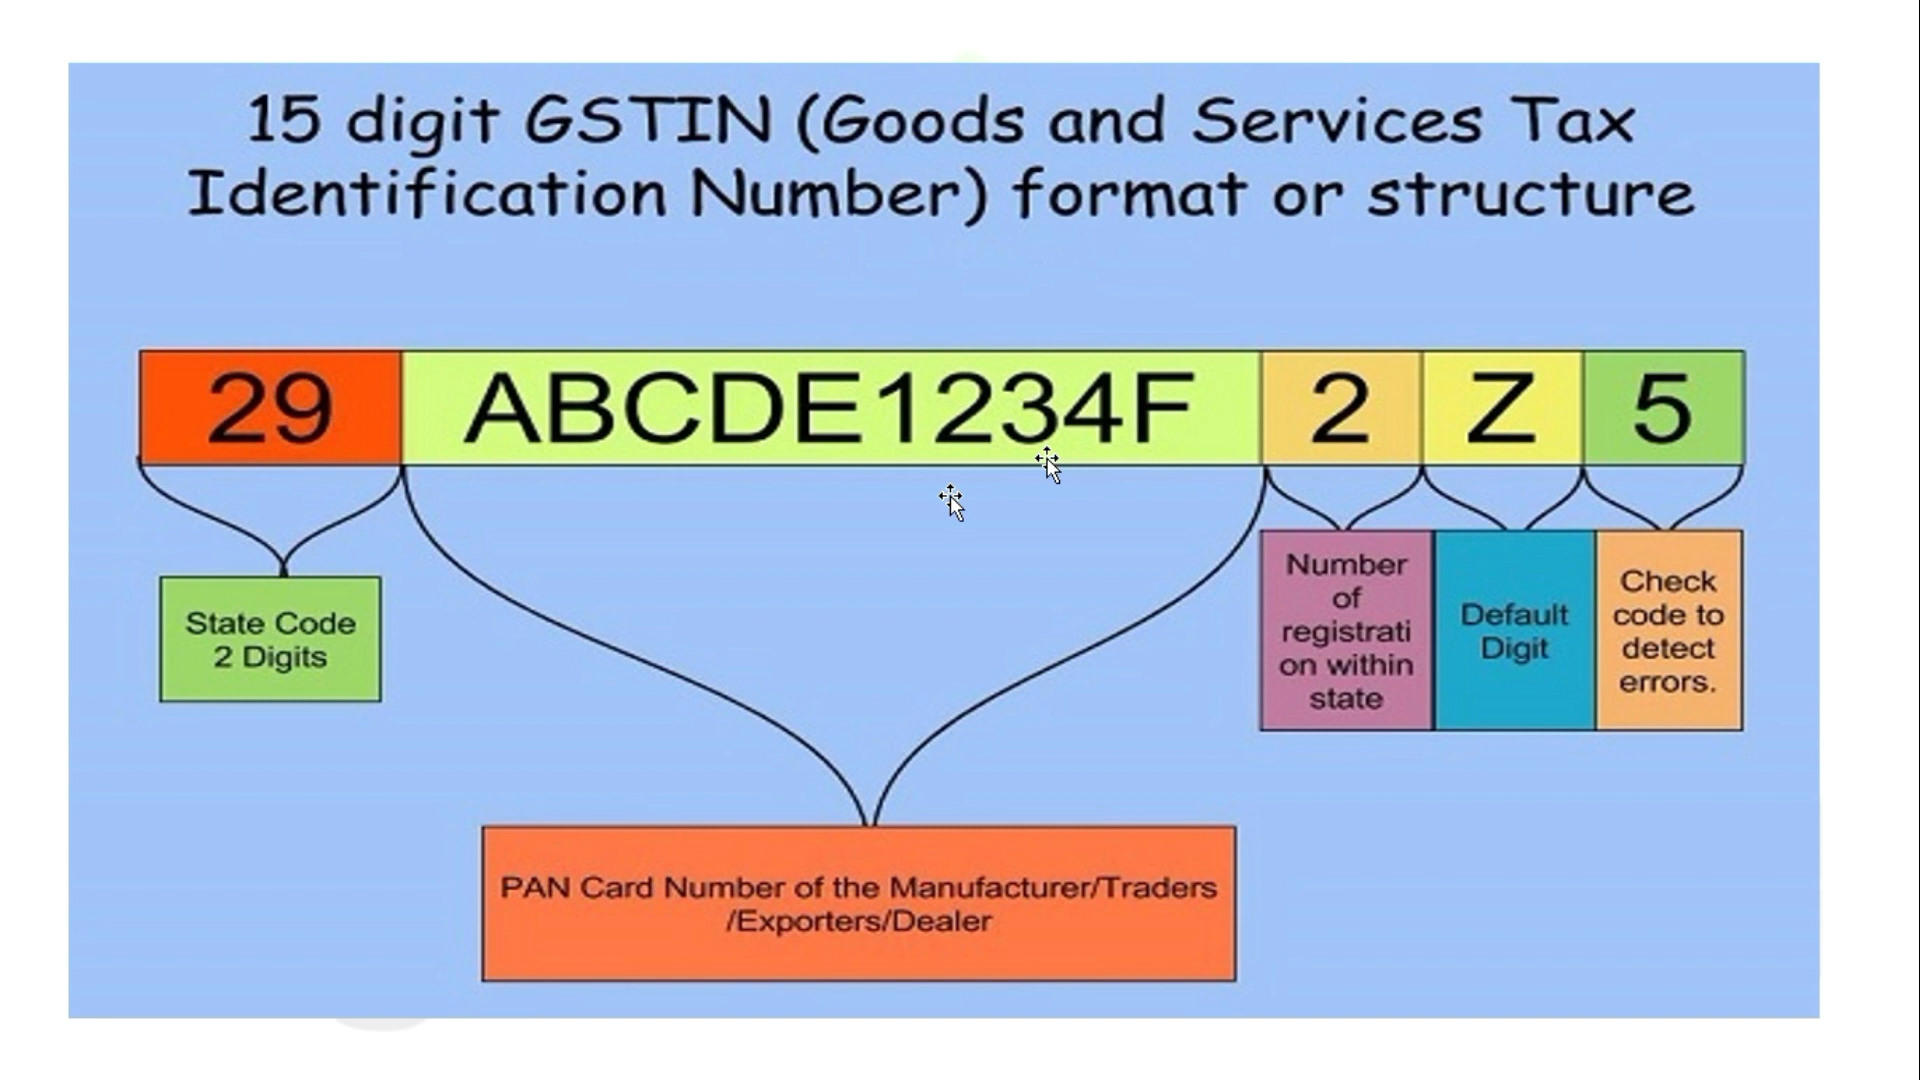 15 digit GSTIN (Goods and Services Tax
Identification Number) format or structure
29 ABCDE1234F 2 Z 5
State Code
2 Digits
Number
of
registrati
on within
state
Default
Digit
Check
code to
detect
errors.
PAN Card Number of the Manufacturer/Traders
/Exporters/Dealer